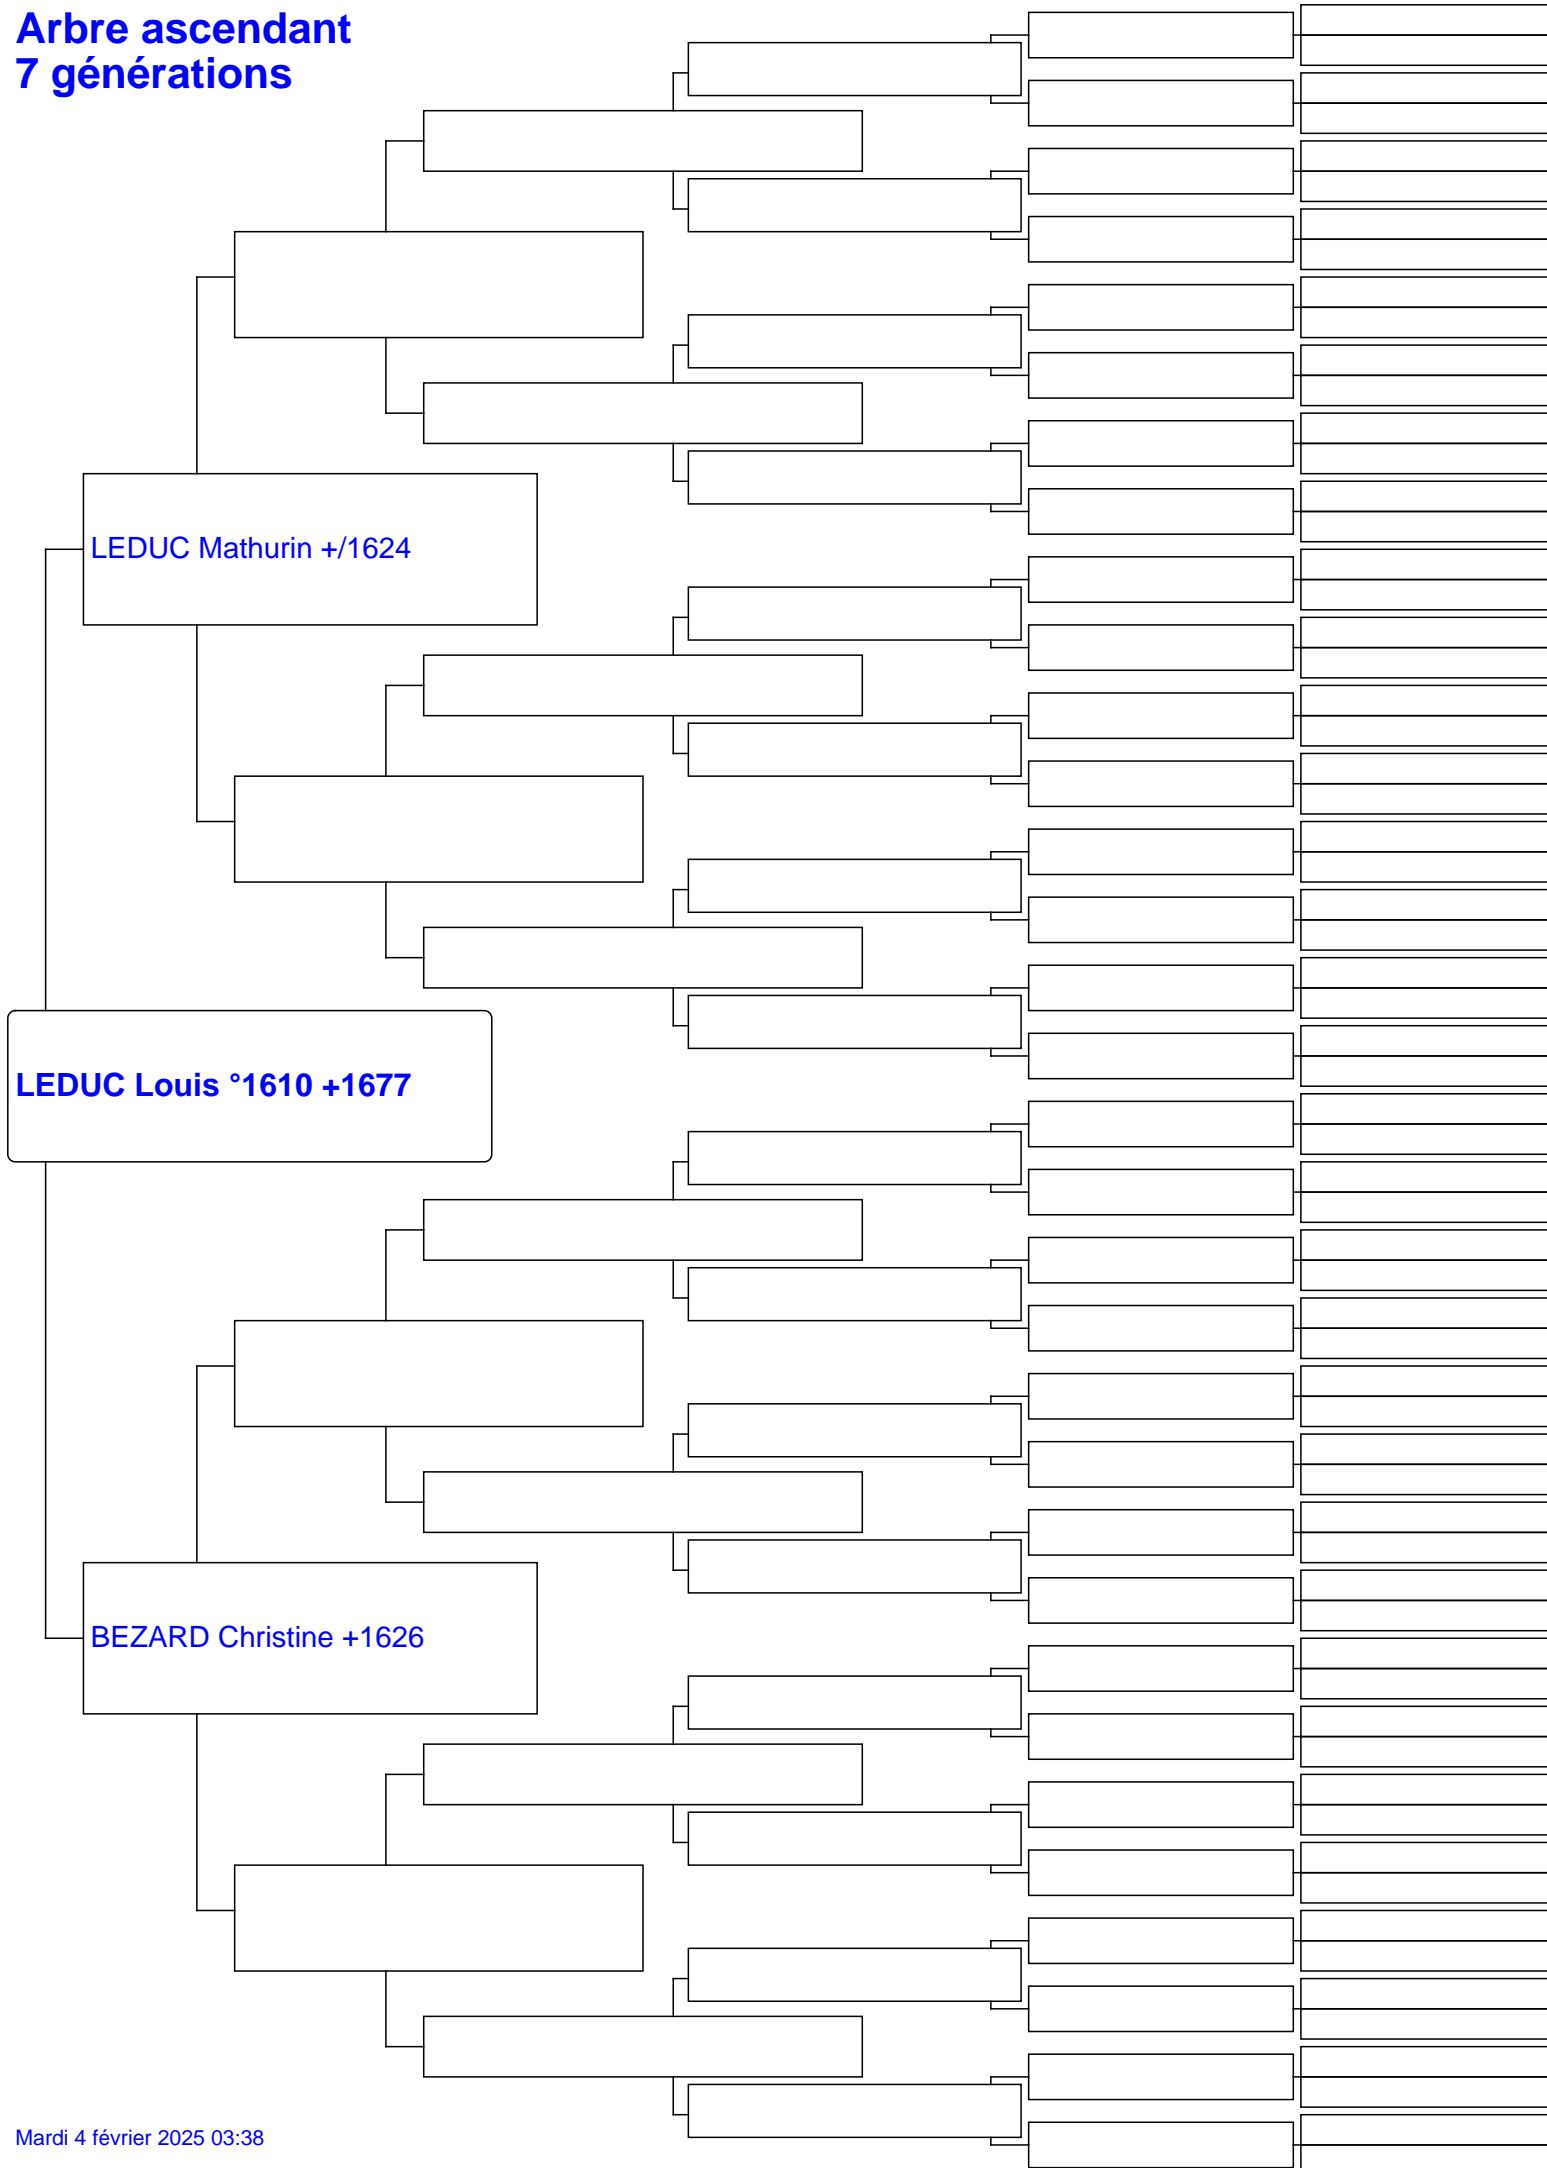 Arbre ascendant
7 générations
LEDUC Mathurin +/1624
LEDUC Louis °1610 +1677
BEZARD Christine +1626
Mardi 4 février 2025 03:38